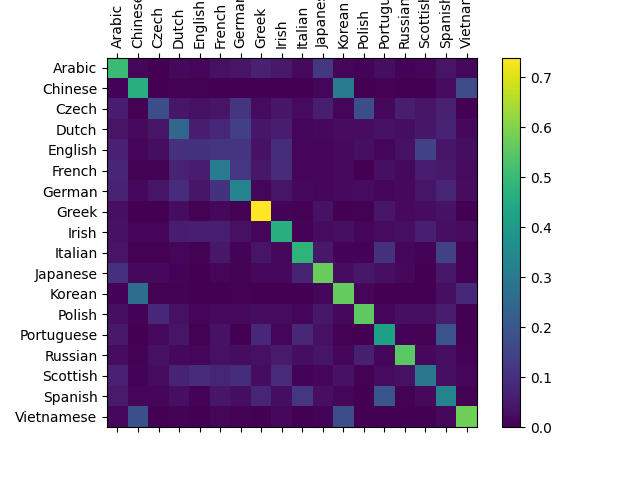 Arabic
Chinese
Czech
Dutch
English
French
German
Greek
Irish
Italian
Japanes
Korean
Polish
Portugu
Russian
Scottish
Spanish
Vietnam
Arabic
Chinese
Czech
Dutch
English
French
German
Greek
Irish
Italian
Japanese
Korean
Polish
Portuguese
Russian
Scottish
Spanish
Vietnamese
0.7
0.6
0.5
0.4
0.3
0.2
0.1
0.0